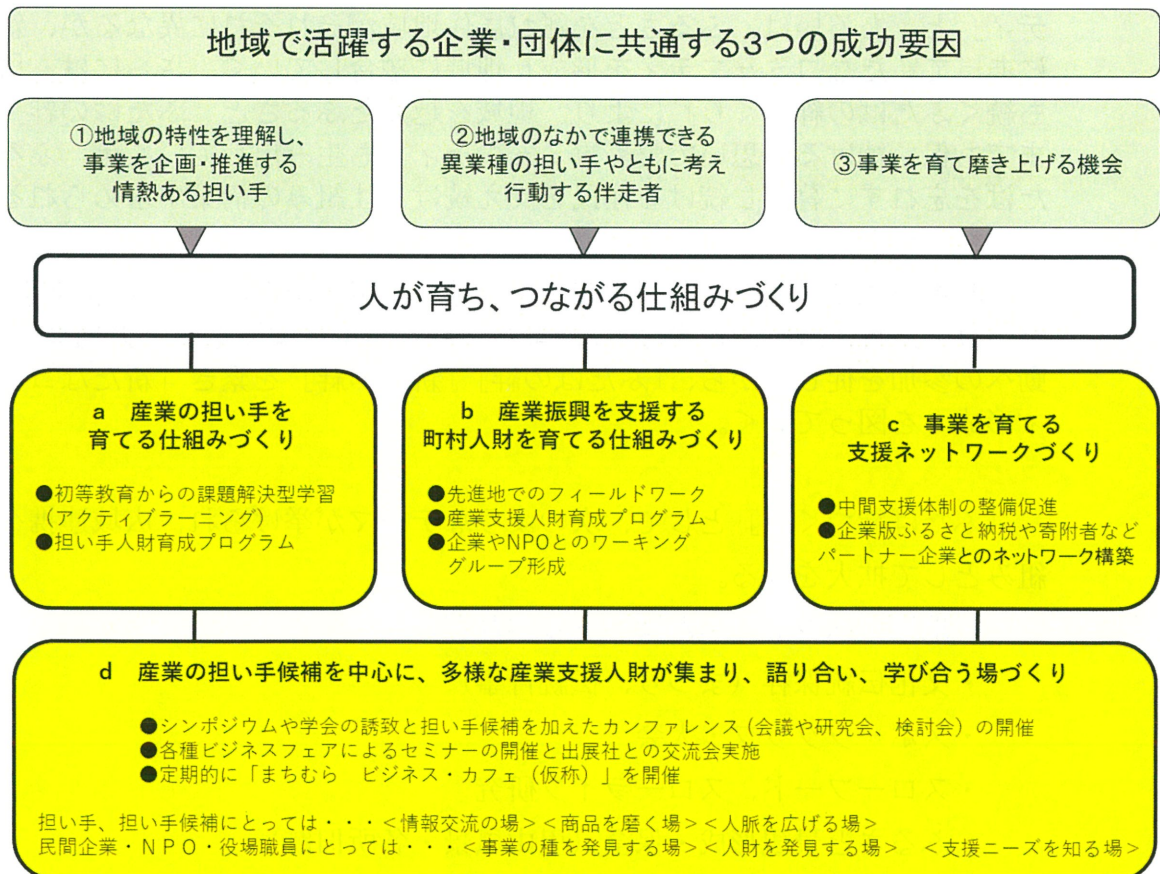 地域で活躍する企業・団体に共通する3つの成功要因
①地域の特性を理解し、
事業を企画・推進する
情熱ある担い手
②地域のなかで連携できる
異業種の担い手やともに考え
行動する伴走者
③事業を育て磨き上げる機会
人が育ち、つながる仕組みづくり
a 産業の担い手を
育てる仕組みづくり
●初等教育からの課題解決型学習
(アクティブラーニング)
●担い手人財育成プログラム
b 産業振興を支援する
町村人財を育てる仕組みづくり
●先進地でのフィールドワーク
●産業支援人財育成プログラム
●企業やNPOとのワーキング
グループ形成
c 事業を育てる
支援ネットワークづくり
●中間支援体制の整備促進
●企業版ふるさと納税や寄附者など
パートナー企業とのネットワーク構築
d 産業の担い手候補を中心に、多様な産業支援人財が集まり、語り合い、学び合う場づくり
●シンポジウムや学会の誘致と担い手候補を加えたカンファレンス(会議や研究会、検討会)の開催
●各種ビジネスフェアによるセミナーの開催と出展社との交流会実施
●定期的に「まちむら ビジネス・カフェ(仮称)」を開催
担い手、担い手候補にとっては・・・<情報交流の場><商品を磨く場><人脈を広げる場>
民間企業・NPO・役場職員にとっては・・・<事業の種を発見する場><人財を発見する場> <支援ニーズを知る場>